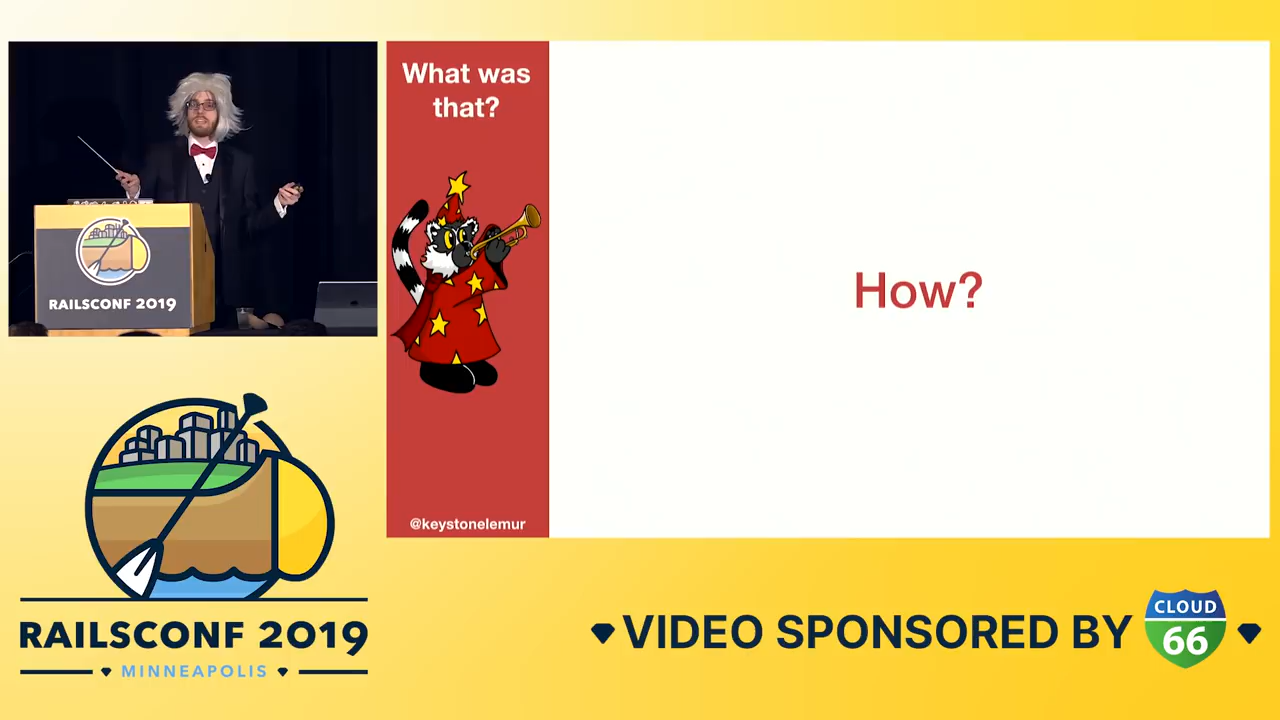 RAILSCONF 2019
What was
that?
@keystonelemur
How?
RAILSCONF 2019
MINNEAPOLIS
VIDEO SPONSORED BY
CLOUD
66